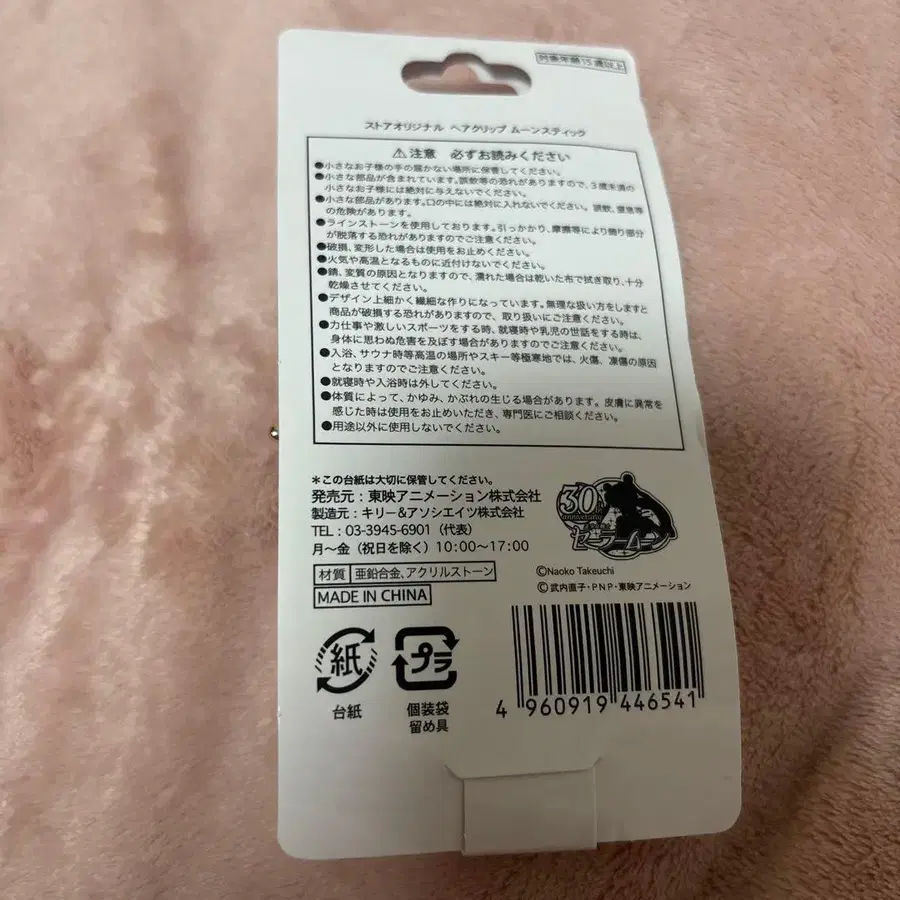 対象年齢15歳以上
ストアオリジナル ヘアクリップ ムーンスティック
⚠注意 必ずお読みください
●小さなお子様の手の届かない場所に保管してください。
●小さな部品が含まれています。誤飲等の恐れがありますので、3歳未満の
小さなお子様には絶対に与えないでください。
●小さな部品があります。口の中には絶対に入れないでください。誤飲、窒息等
の危険があります。
●ラインストーンを使用しております。引っかかり、摩擦等により飾り部分
が脱落する恐れがありますのでご注意ください。
●破損、変形した場合は使用をお止めください。
●火気や高温となるものに近付けないでください。
●錆、変質の原因となりますので、濡れた場合は乾いた布で拭き取り、十分
乾燥させてください。
●デザイン上細かく繊細な作りになっています。無理な扱い方をしますと
商品が破損する恐れがありますので、取り扱いにご注意ください。
●力仕事や激しいスポーツをする時、就寝時や乳児の世話をする時は、
身体に思わぬ危害を及ぼす場合がありますのでご注意ください。
●入浴、サウナ時等高温の場所やスキー等極寒地では、火傷、凍傷の原因
となりますのでご注意ください。
●就寝時や入浴時は外してください。
●体質によって、かゆみ、かぶれの生じる場合があります。皮膚に異常を
感じた時は使用をお止めいただき、専門医にご相談ください。
●用途以外に使用しないでください。
*この台紙は大切に保管してください。
発売元:東映アニメーション株式会社
製造元:キリー&アソシエイツ株式会社
TEL:03-3945-6901(代表)
月〜金(祝日を除く)10:00〜17:00
材質 亜鉛合金、アクリルストーン
MADE IN CHINA
30th
anniversary
セーラームーン
©Naoko Takeuchi
©武内直子・PNP・東映アニメーション
紙
台紙
プラ
個装袋
留め具
4 960919 446541